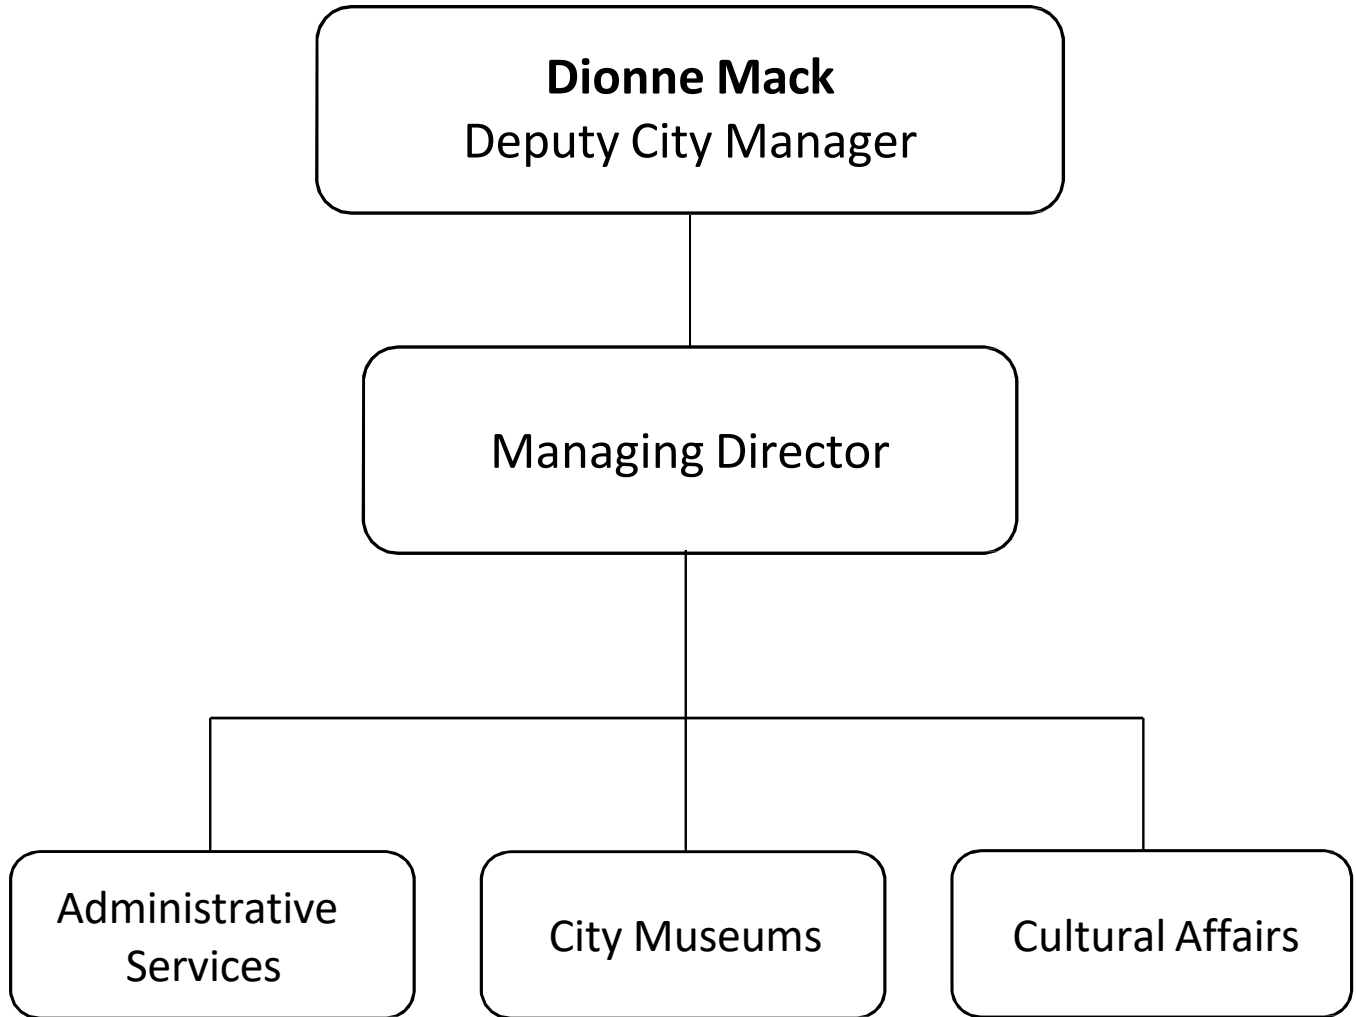 Dionne Mack
Deputy City Manager
Managing Director
Administrative
Services
City Museums
Cultural Affairs